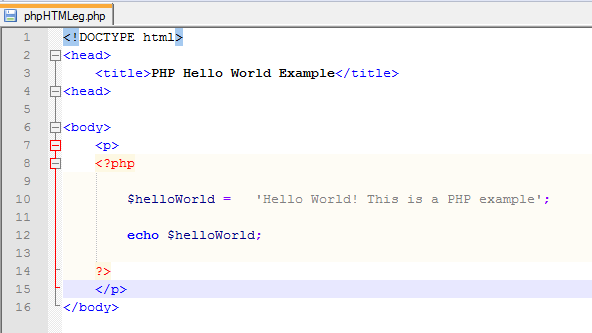 phpHTMLeg.php
1 <!DOCTYPE html>
2 <head>
3 <title>PHP Hello World Example</title>
4 <head>
5
6 <body>
7 <p>
8 <?php
9
10 $helloWorld = 'Hello World! This is a PHP example';
11
12 echo $helloWorld;
13
14 ?>
15 </p>
16 </body>